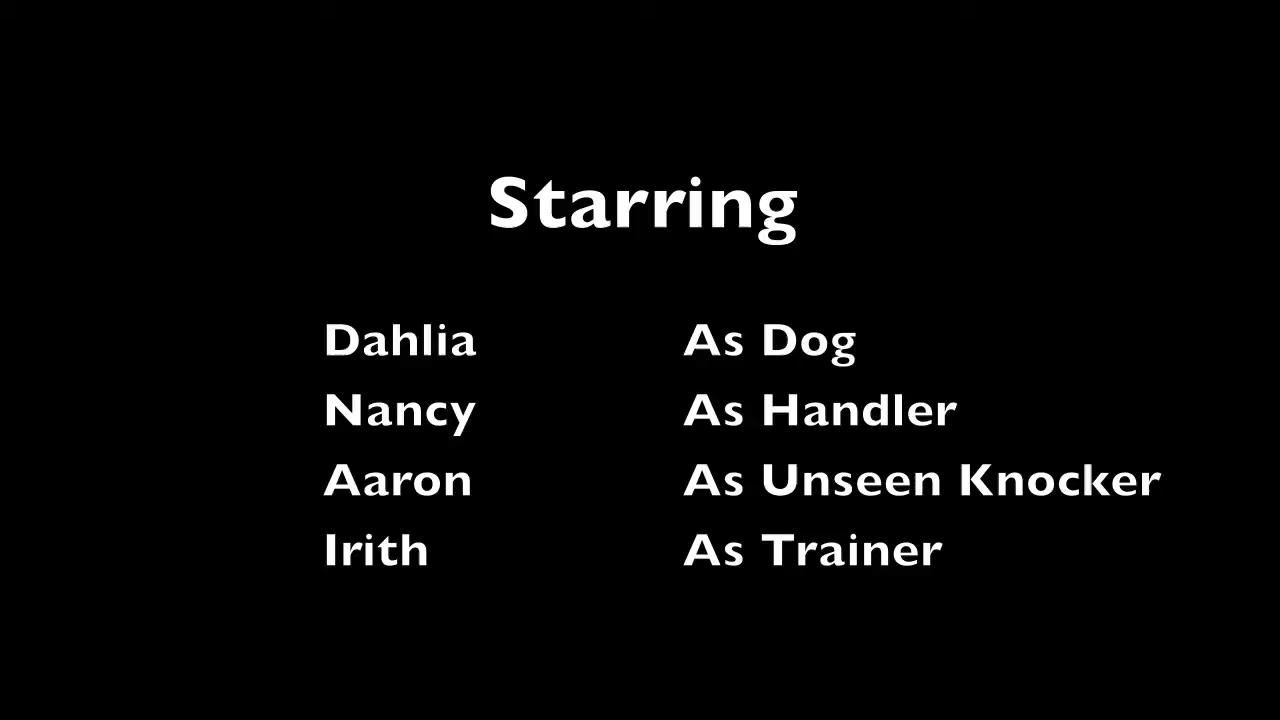 Starring
Dahlia As Dog
Nancy As Handler
Aaron As Unseen Knocker
Irith As Trainer